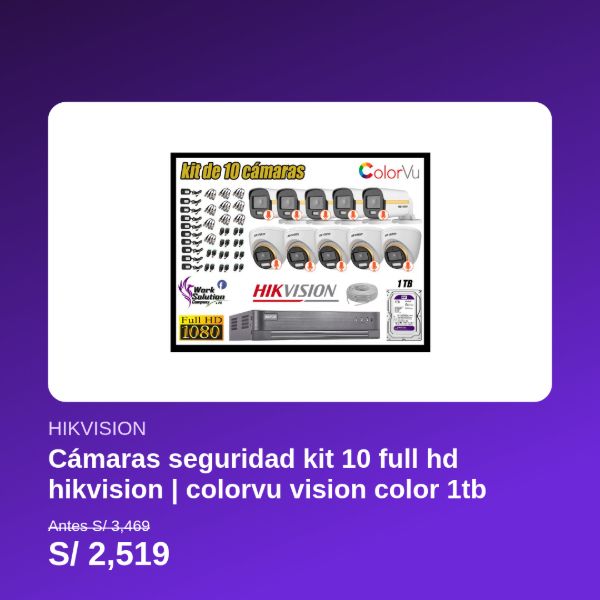 kit de 10 cámaras
ColorVu
HIKVISION
1 TB
Work
Solution
Company
Full HD
1080
HIKVISION
Cámaras seguridad kit 10 full hd
hikvision | colorvu vision color 1tb
Antes S/ 3,469
S/ 2,519